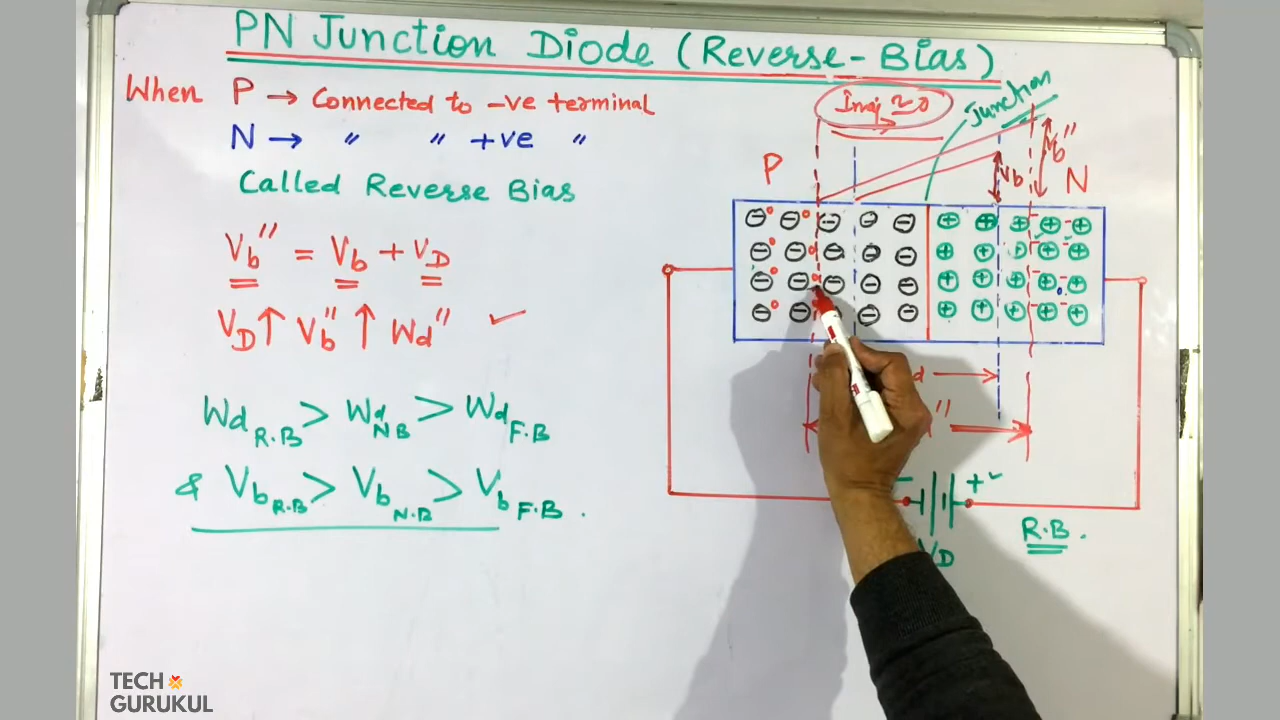 PN Junction Diode (Reverse-Bias)
When P → Connected to -ve terminal
N → " " +ve "
Called Reverse Bias
Vb'' = Vb + VD
VD ↑ Vb'' ↑ Wd'' ✓
Wd R.B > Wd NB > Wd F.B
& Vb R.B > Vb N.B > Vb F.B .
Imaj ≃ 0
Junction
P
Vb
Vb''
N
d
''
- + ✓
VD
R.B.
TECH
GURUKUL